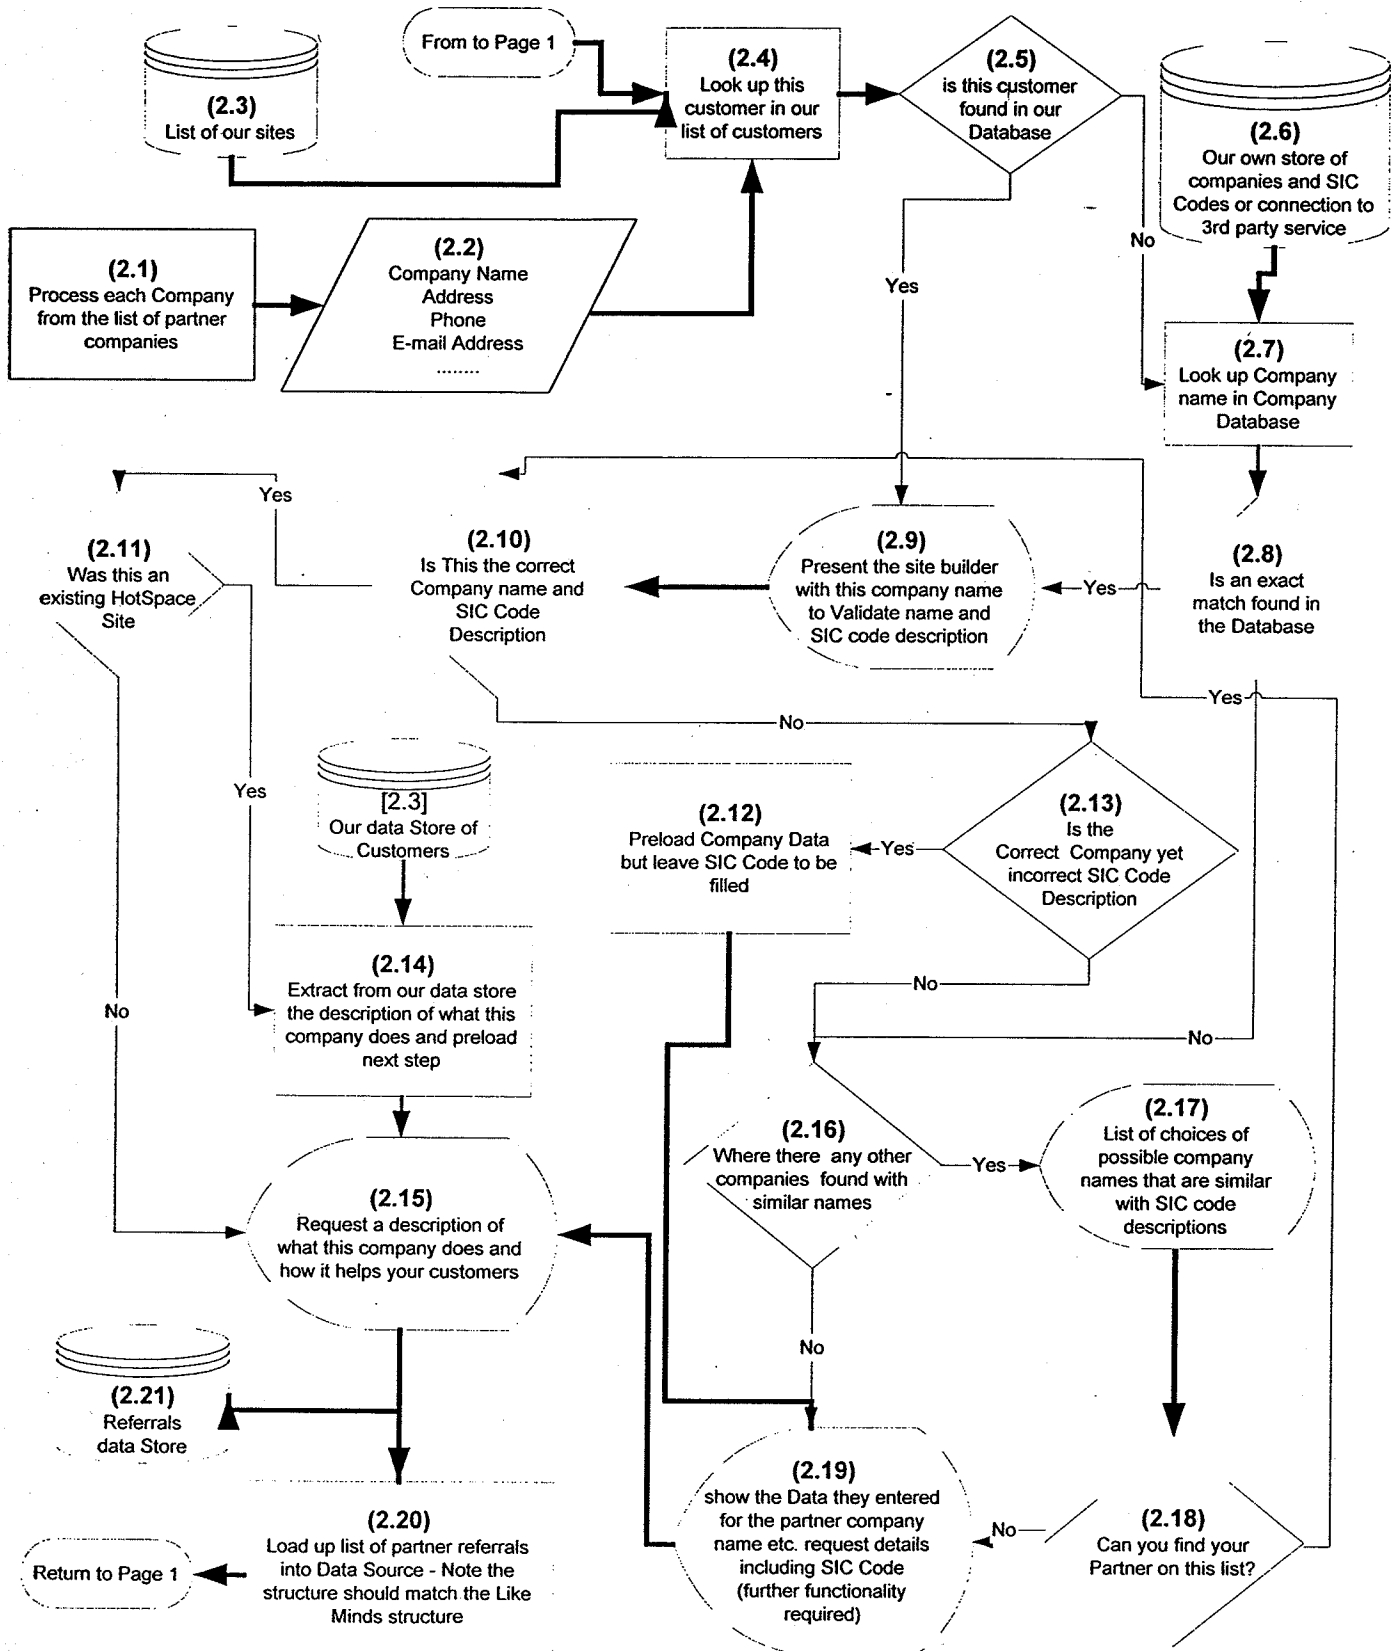 From to Page 1
(2.3)
List of our sites
(2.4)
Look up this
customer in our
list of customers
(2.5)
is this customer
found in our
Database
(2.6)
Our own store of
companies and SIC
Codes or connection to
3rd party service
(2.1)
Process each Company
from the list of partner
companies
(2.2)
Company Name
Address
Phone
E-mail Address
........
Yes
No
(2.7)
Look up Company
name in Company
Database
Yes
(2.11)
Was this an
existing HotSpace
Site
(2.10)
Is This the correct
Company name and
SIC Code
Description
(2.9)
Present the site builder
with this company name
to Validate name and
SIC code description
Yes
(2.8)
Is an exact
match found in
the Database
Yes
No
Yes
[2.3]
Our data Store of
Customers
(2.12)
Preload Company Data
but leave SIC Code to be
filled
Yes
(2.13)
Is the
Correct Company yet
incorrect SIC Code
Description
No
(2.14)
Extract from our data store
the description of what this
company does and preload
next step
No
No
(2.15)
Request a description of
what this company does and
how it helps your customers
(2.16)
Where there any other
companies found with
similar names
Yes
(2.17)
List of choices of
possible company
names that are similar
with SIC code
descriptions
No
(2.21)
Referrals
data Store
(2.20)
Load up list of partner referrals
into Data Source - Note the
structure should match the Like
Minds structure
Return to Page 1
(2.19)
show the Data they entered
for the partner company
name etc. request details
including SIC Code
(further functionality
required)
No
(2.18)
Can you find your
Partner on this list?